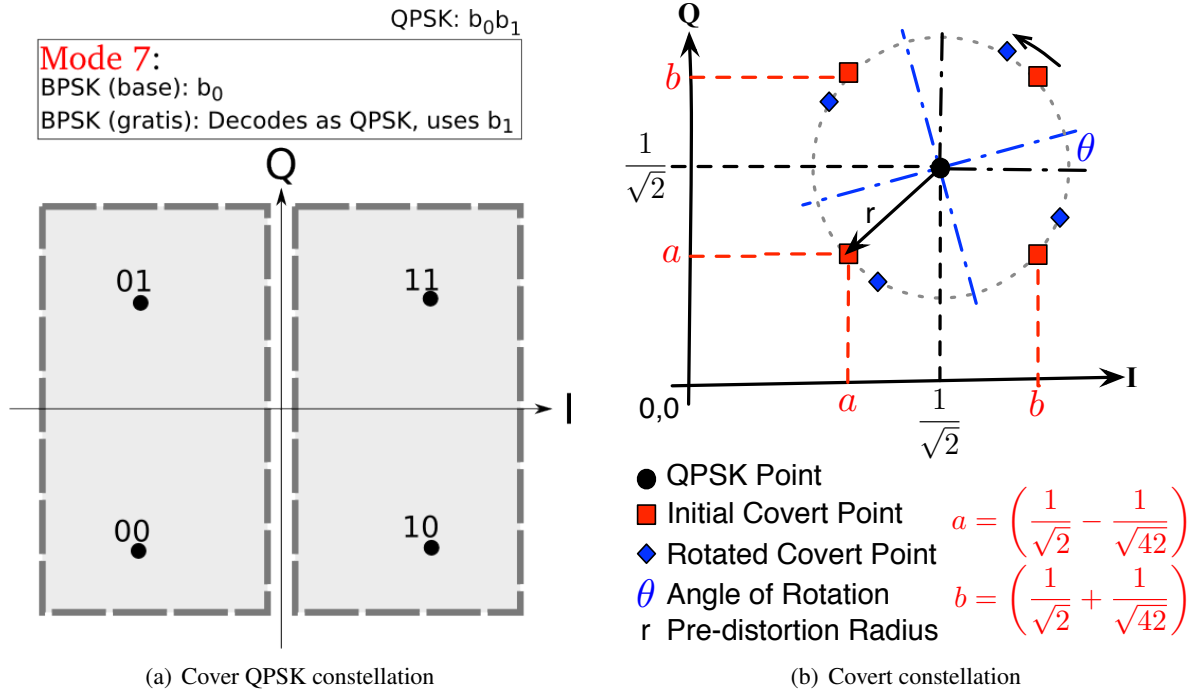 QPSK: b₀b₁
Mode 7:
BPSK (base): b₀
BPSK (gratis): Decodes as QPSK, uses b₁
Q
01
11
I
00
10
(a) Cover QPSK constellation
Q
b
1/√2
θ
r
a
I
0,0
a
1/√2
b
QPSK Point
Initial Covert Point
Rotated Covert Point
θ Angle of Rotation
r Pre-distortion Radius
a = (1/√2 − 1/√42)
b = (1/√2 + 1/√42)
(b) Covert constellation